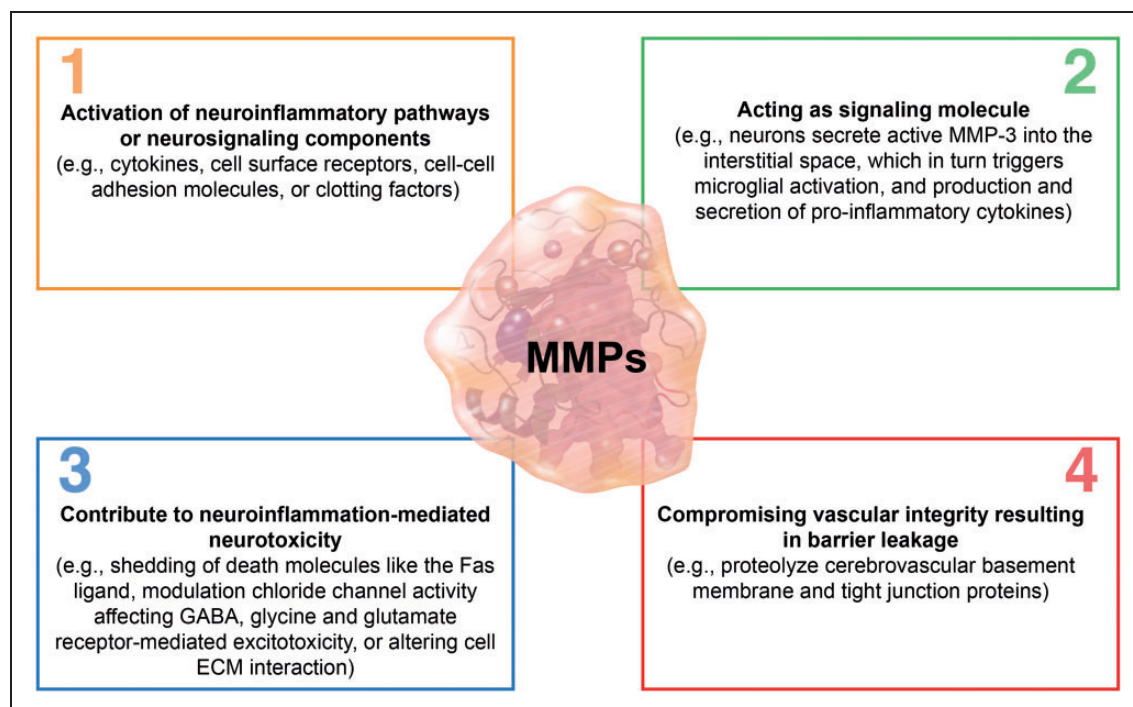 1
Activation of neuroinflammatory pathways
or neurosignaling components
(e.g., cytokines, cell surface receptors, cell-cell
adhesion molecules, or clotting factors)
2
Acting as signaling molecule
(e.g., neurons secrete active MMP-3 into the
interstitial space, which in turn triggers
microglial activation, and production and
secretion of pro-inflammatory cytokines)
MMPs
3
Contribute to neuroinflammation-mediated
neurotoxicity
(e.g., shedding of death molecules like the Fas
ligand, modulation chloride channel activity
affecting GABA, glycine and glutamate
receptor-mediated excitotoxicity, or altering cell
ECM interaction)
4
Compromising vascular integrity resulting
in barrier leakage
(e.g., proteolyze cerebrovascular basement
membrane and tight junction proteins)